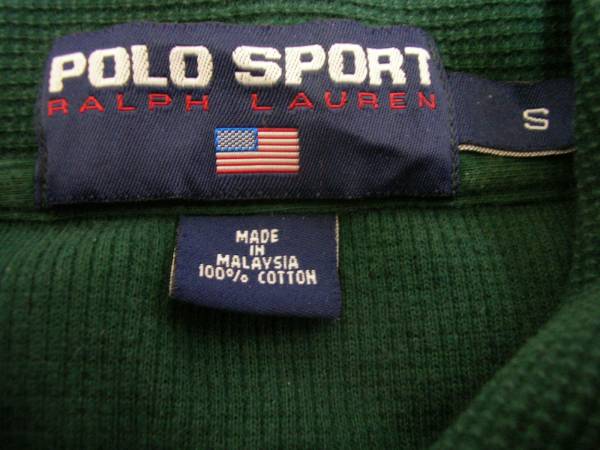 POLO SPORT
RALPH LAUREN
S
MADE
IN
MALAYSIA
100% COTTON